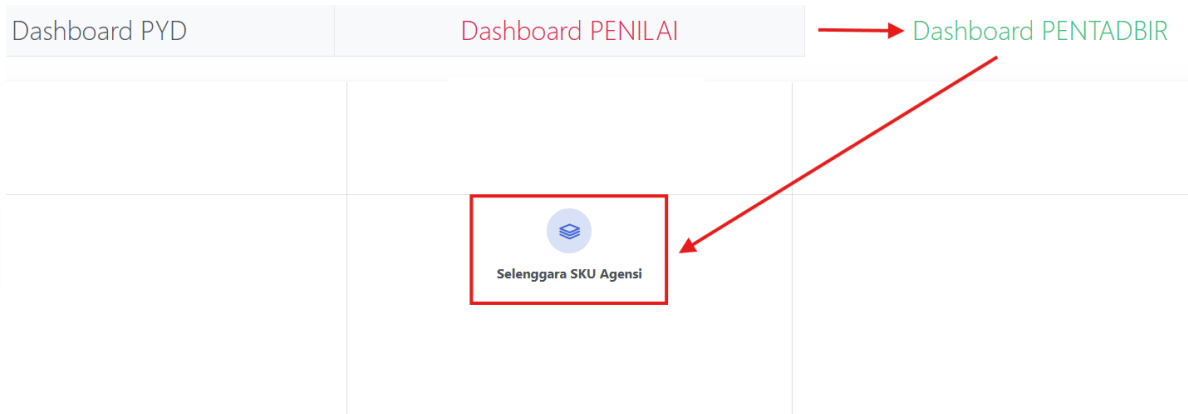 Dashboard PYD
Dashboard PENILAI
Dashboard PENTADBIR
Selenggara SKU Agensi